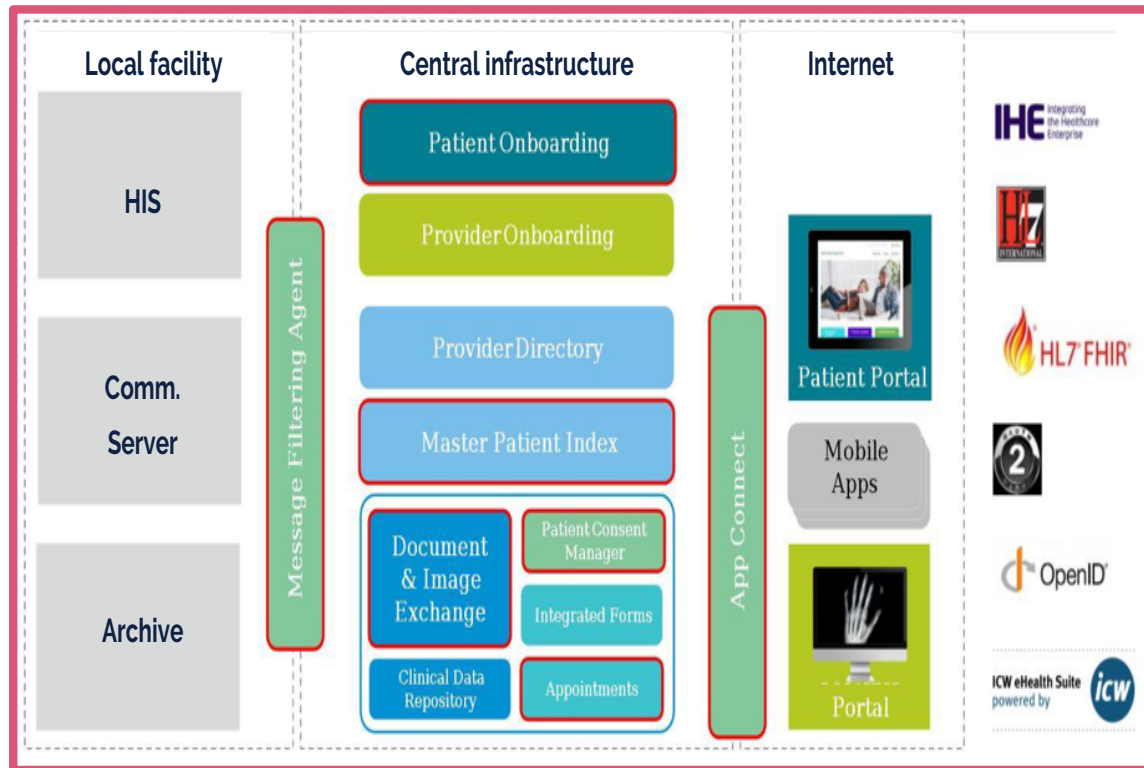 Local facility
Central infrastructure
Internet
HIS
Comm.
Server
Archive
Message Filtering Agent
Patient Onboarding
Provider Onboarding
Provider Directory
Master Patient Index
Document
& Image
Exchange
Patient Consent
Manager
Integrated Forms
Clinical Data
Repository
Appointments
App Connect
Patient Portal
Mobile
Apps
Portal
IHE
Integrating
the Healthcare
Enterprise
HL7
INTERNATIONAL
HL7® FHIR®
2
OpenID®
ICW eHealth Suite
powered by
icw